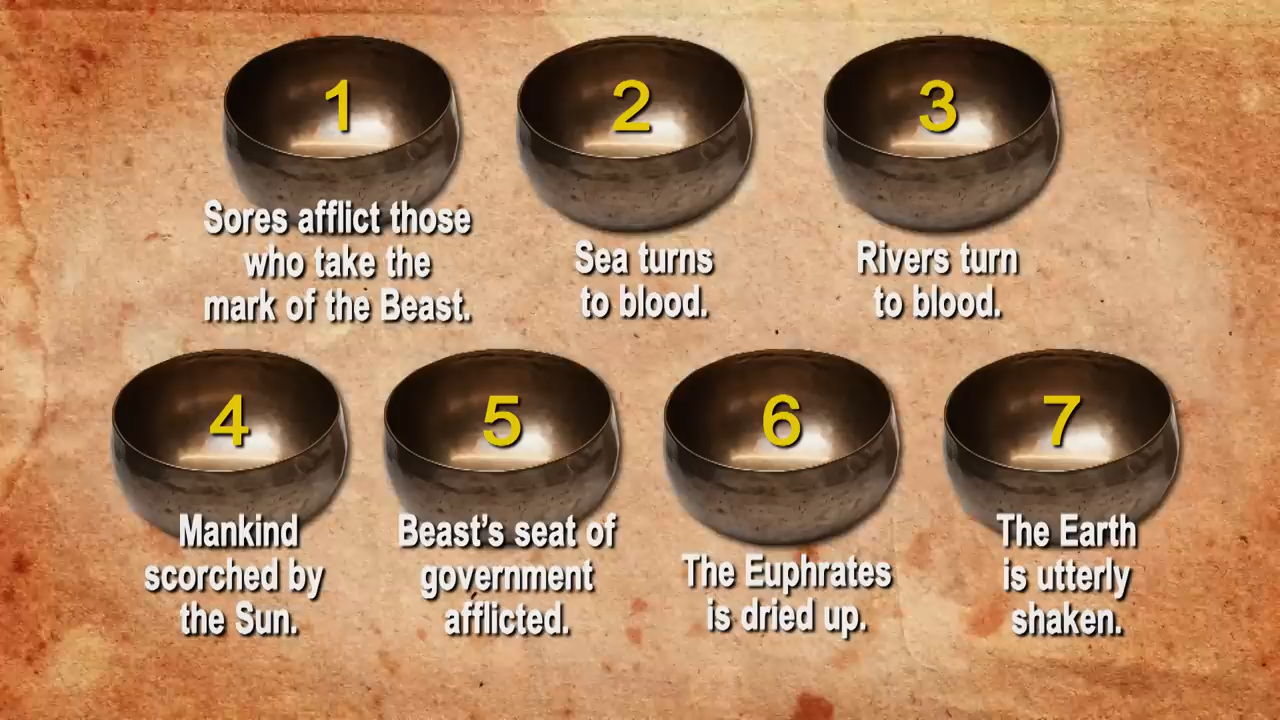 1
2
3
Sores afflict those
who take the
mark of the Beast.
Sea turns
to blood.
Rivers turn
to blood.
4
5
6
7
Mankind
scorched by
the Sun.
Beast’s seat of
government
afflicted.
The Euphrates
is dried up.
The Earth
is utterly
shaken.